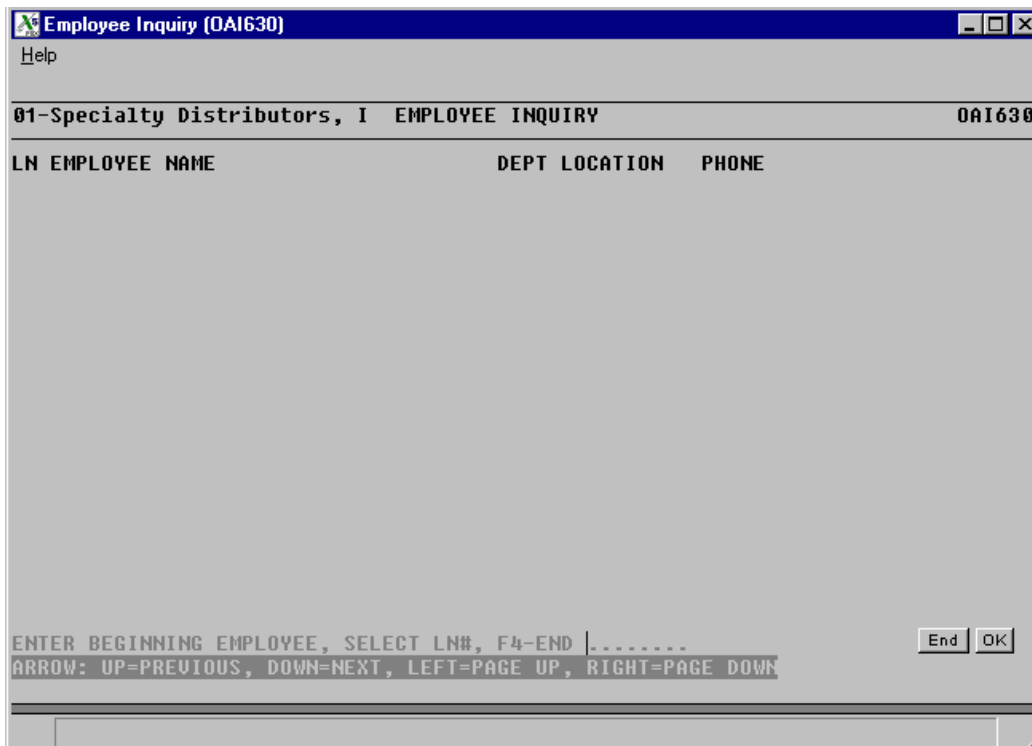 Employee Inquiry (OAI630)
Help
01-Specialty Distributors, I EMPLOYEE INQUIRY OAI630
LN EMPLOYEE NAME DEPT LOCATION PHONE
ENTER BEGINNING EMPLOYEE, SELECT LN#, F4-END ........ End OK
ARROW: UP=PREVIOUS, DOWN=NEXT, LEFT=PAGE UP, RIGHT=PAGE DOWN